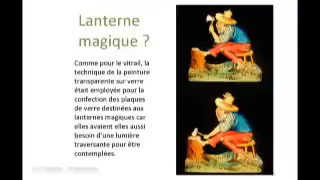 Lanterne
magique ?
Comme pour le vitrail, la
technique de la peinture
transparente sur verre
était employée pour la
confection des plaques
de verre destinées aux
lanternes magiques car
elles avaient elles aussi
besoin d'une lumière
traversante pour être
contemplées.